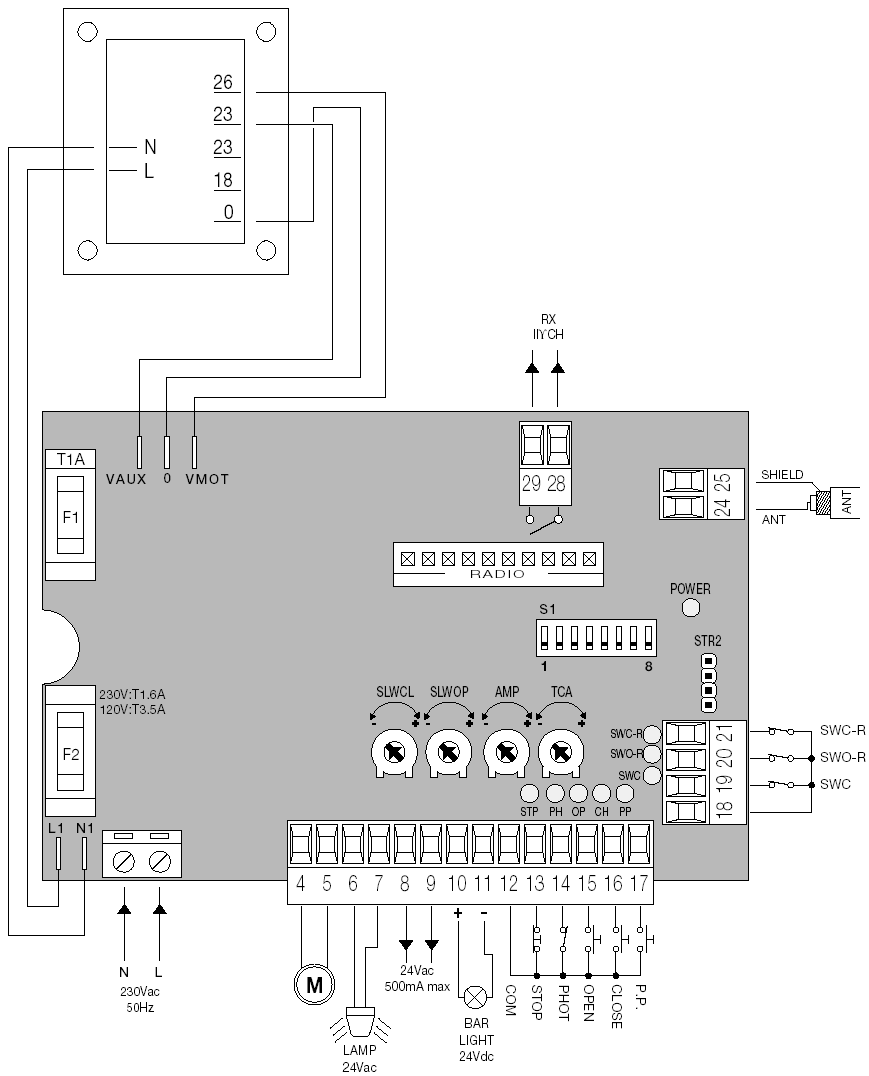 26
23
N
23
L
18
0
RX
IIYCH
T1A
VAUX 0 VMOT
F1
29 28
25
24
SHIELD
ANT
ANT
RADIO
POWER
S1
1 8
STR2
230V:T1.6A
120V:T3.5A
SLWCL SLWOP AMP TCA
- + - + - + - +
F2
SWC-R
SWO-R
SWC
21
20
19
18
SWC-R
SWO-R
SWC
STP PH OP CH PP
L1 N1
4 5 6 7 8 9 10 11 12 13 14 15 16 17
+ -
N L
230Vac
50Hz
M
24Vac
500mA max
LAMP
24Vac
BAR
LIGHT
24Vdc
COM
STOP
PHOT
OPEN
CLOSE
P.P.